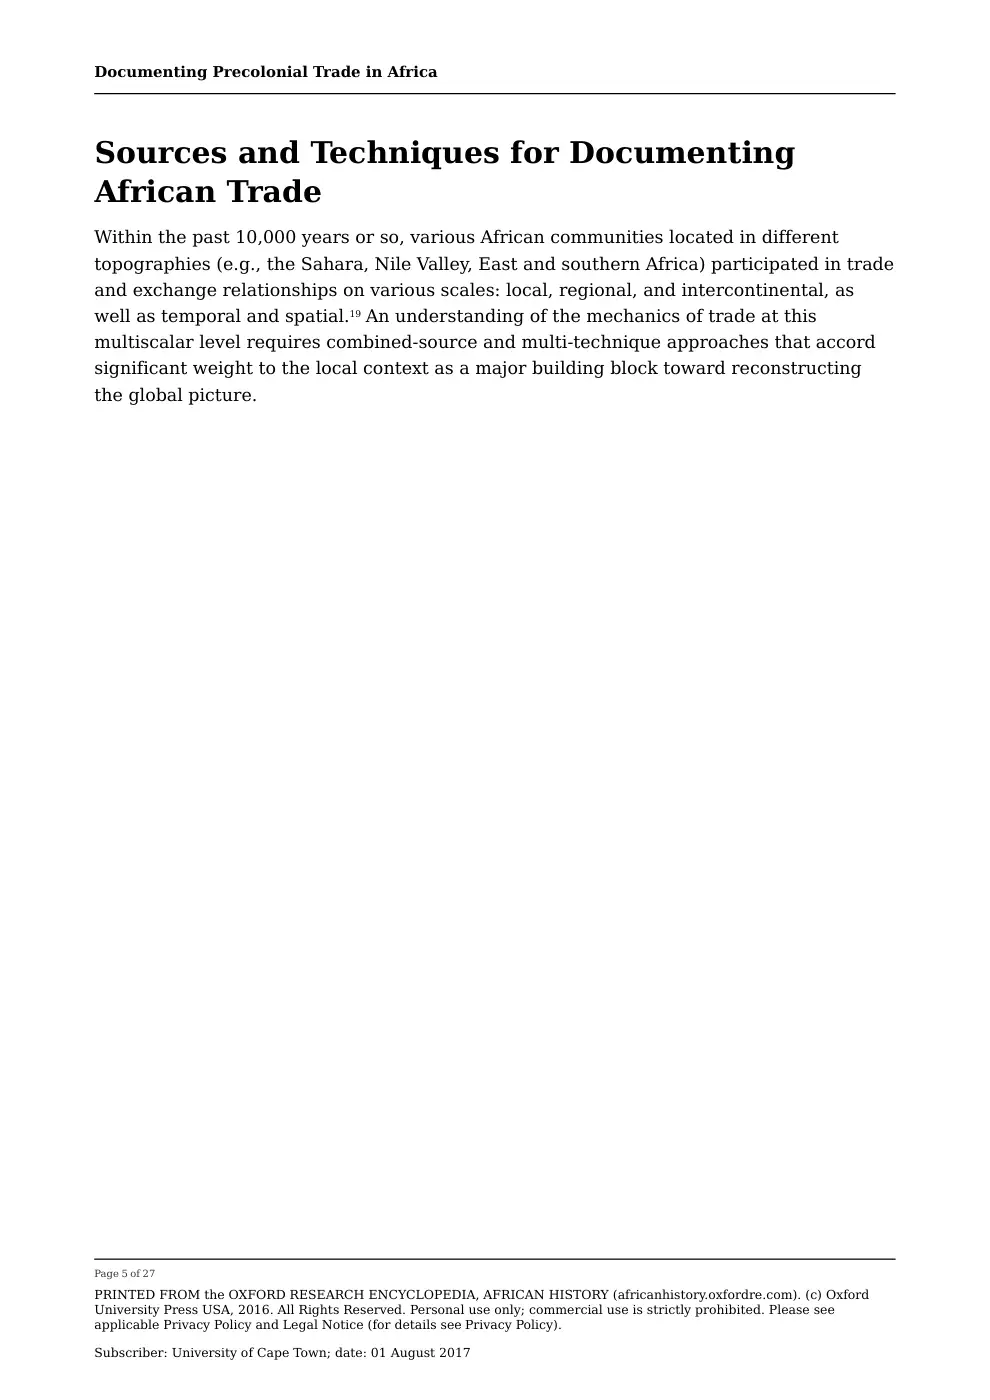 Documenting Precolonial Trade in Africa
Sources and Techniques for Documenting
African Trade
Within the past 10,000 years or so, various African communities located in different
topographies (e.g., the Sahara, Nile Valley, East and southern Africa) participated in trade
and exchange relationships on various scales: local, regional, and intercontinental, as
well as temporal and spatial.19 An understanding of the mechanics of trade at this
multiscalar level requires combined-source and multi-technique approaches that accord
significant weight to the local context as a major building block toward reconstructing
the global picture.
Page 5 of 27
PRINTED FROM the OXFORD RESEARCH ENCYCLOPEDIA, AFRICAN HISTORY (africanhistory.oxfordre.com). (c) Oxford
University Press USA, 2016. All Rights Reserved. Personal use only; commercial use is strictly prohibited. Please see
applicable Privacy Policy and Legal Notice (for details see Privacy Policy).
Subscriber: University of Cape Town; date: 01 August 2017